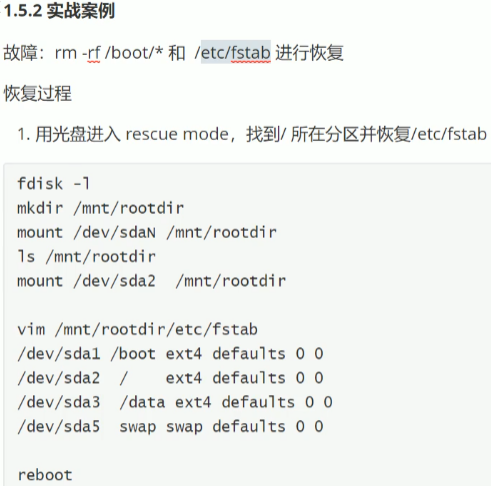 1.5.2 实战案例
故障：rm -rf /boot/* 和 /etc/fstab 进行恢复
恢复过程
1. 用光盘进入 rescue mode，找到/ 所在分区并恢复/etc/fstab
fdisk -l
mkdir /mnt/rootdir
mount /dev/sdaN /mnt/rootdir
ls /mnt/rootdir
mount /dev/sda2  /mnt/rootdir
vim /mnt/rootdir/etc/fstab
/dev/sda1 /boot ext4 defaults 0 0
/dev/sda2  /    ext4 defaults 0 0
/dev/sda3  /data ext4 defaults 0 0
/dev/sda5  swap swap defaults 0 0
reboot